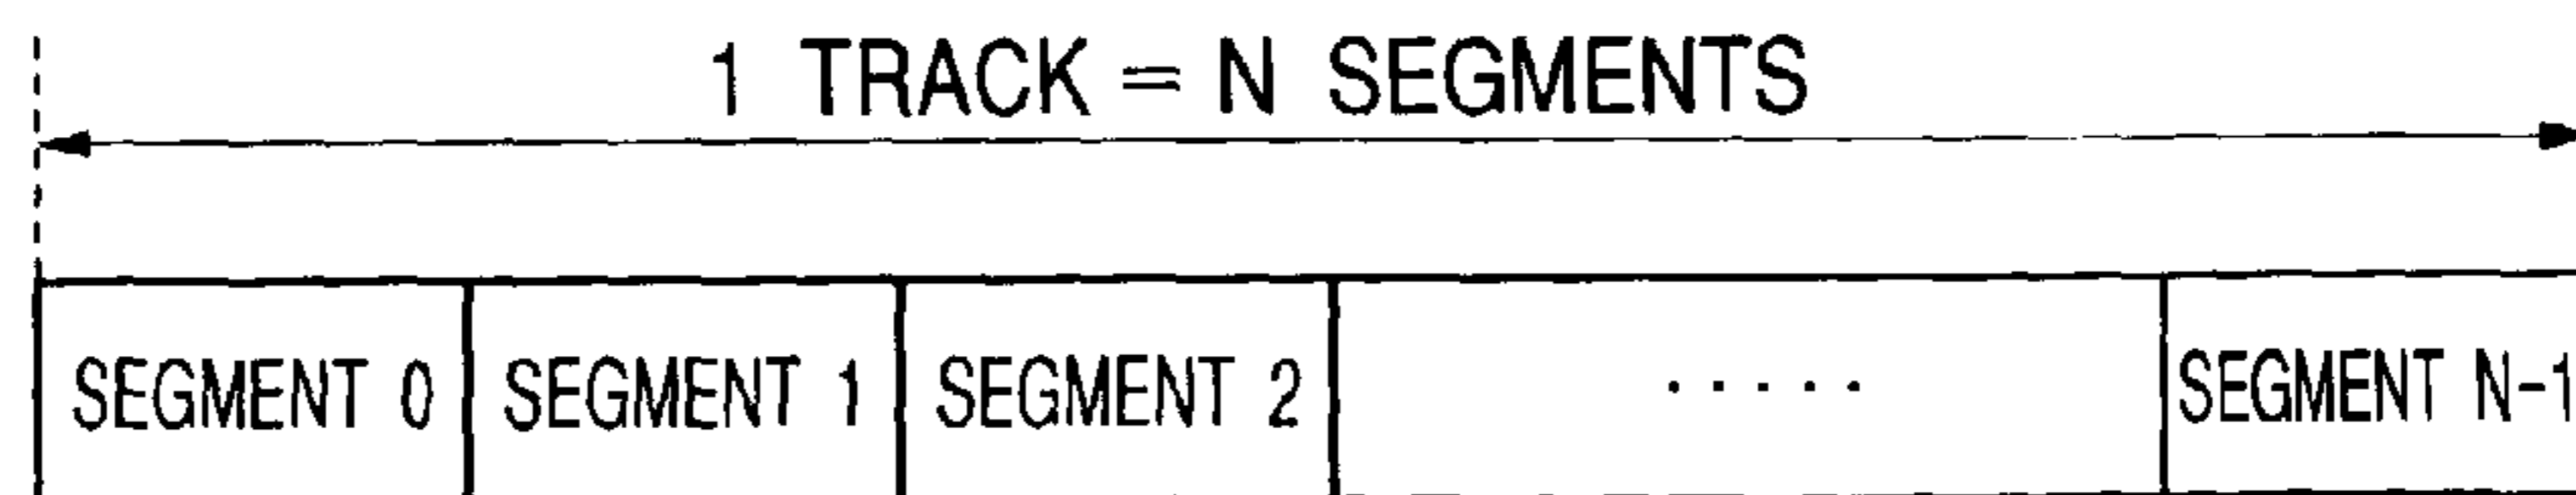 1 TRACK = N SEGMENTS
SEGMENT 0 SEGMENT 1 SEGMENT 2 ..... SEGMENT N-1